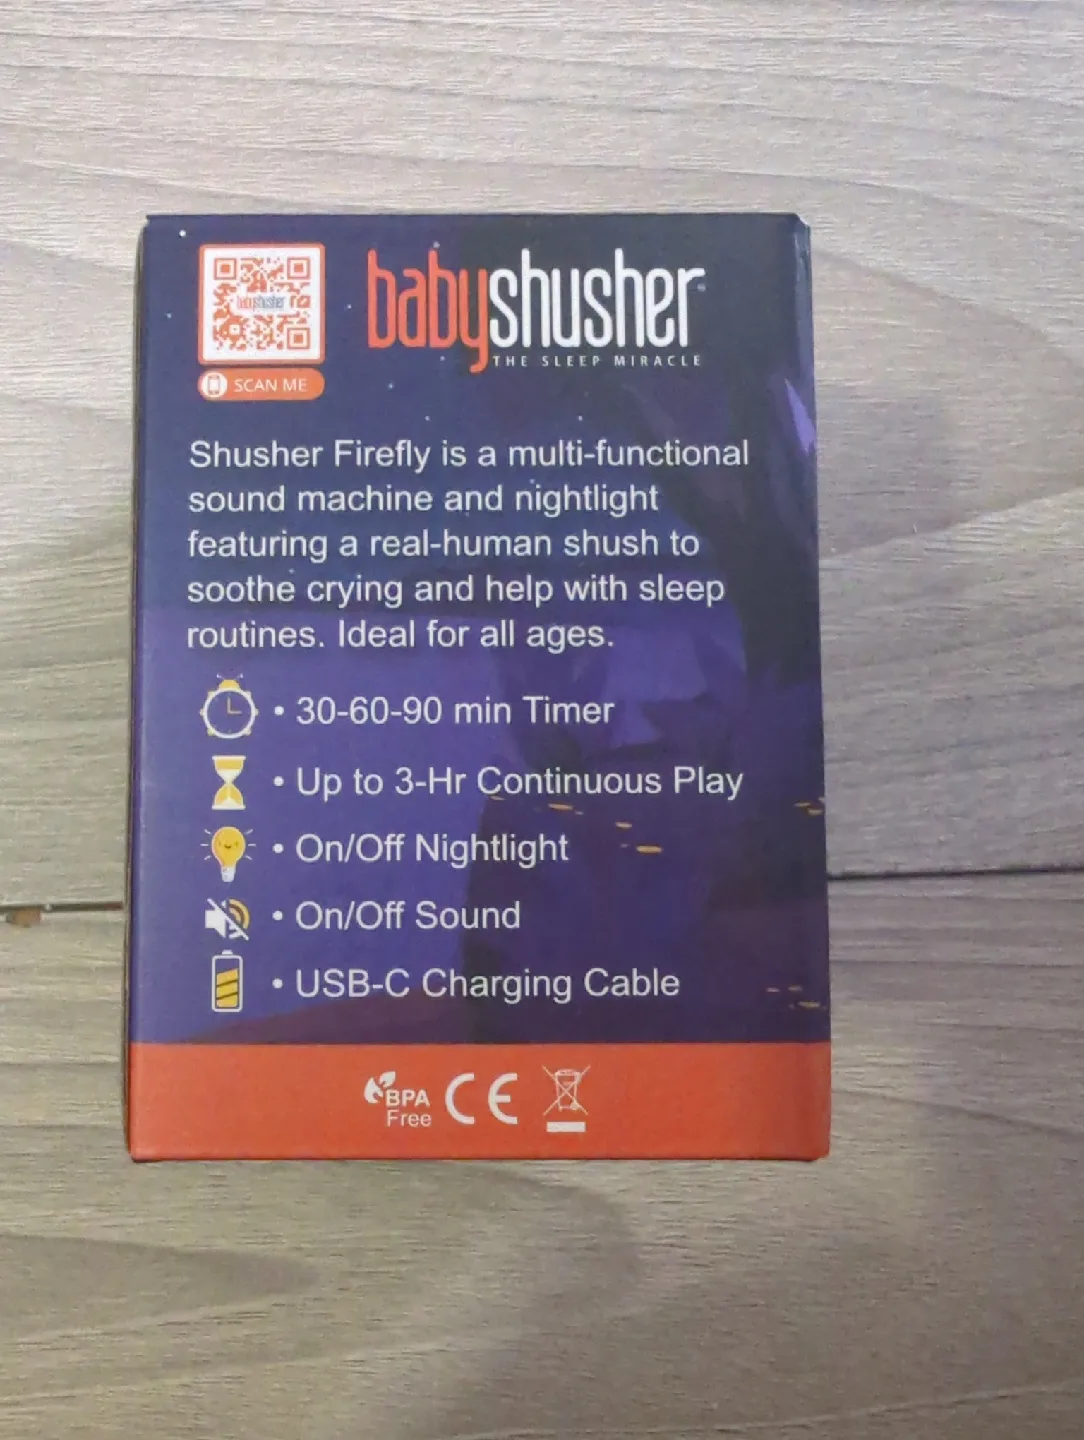 babyshusher
babyshusher
THE SLEEP MIRACLE
SCAN ME
Shusher Firefly is a multi-functional
sound machine and nightlight
featuring a real-human shush to
soothe crying and help with sleep
routines. Ideal for all ages.
• 30-60-90 min Timer
• Up to 3-Hr Continuous Play
• On/Off Nightlight
• On/Off Sound
• USB-C Charging Cable
BPA
Free
CE